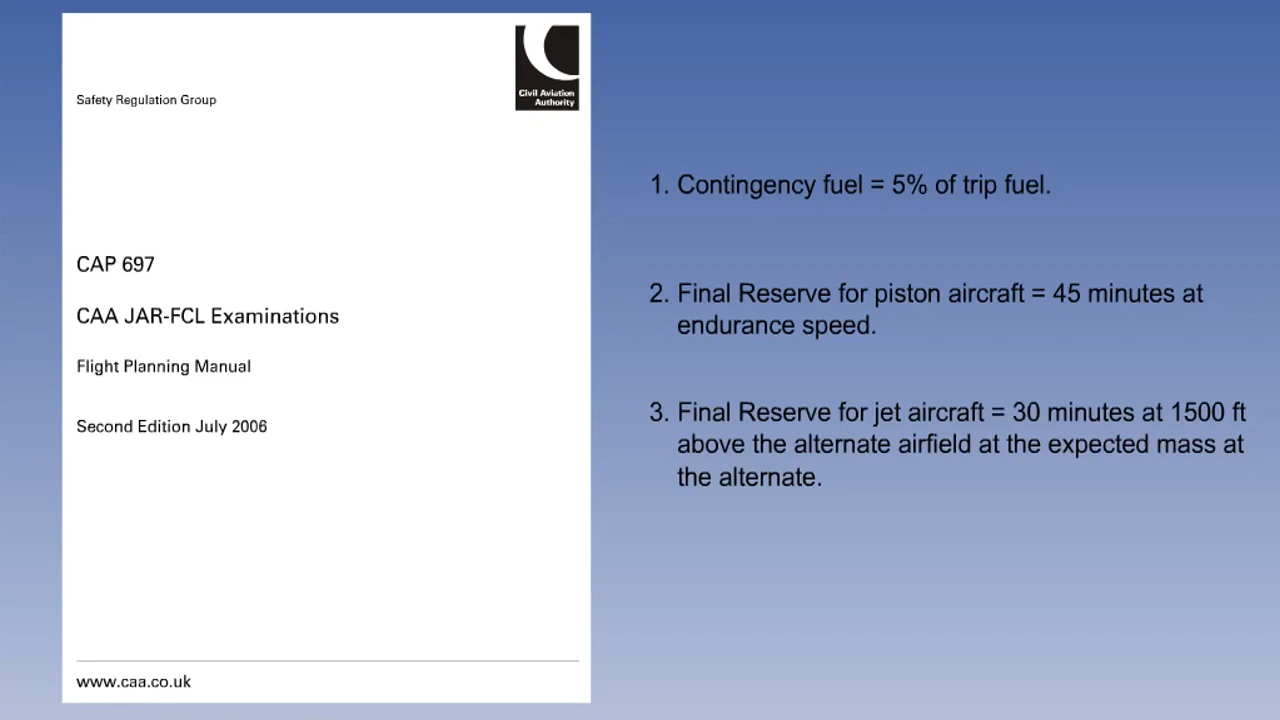 Civil Aviation
Authority
Safety Regulation Group
CAP 697
CAA JAR-FCL Examinations
Flight Planning Manual
Second Edition July 2006
www.caa.co.uk
1. Contingency fuel = 5% of trip fuel.
2. Final Reserve for piston aircraft = 45 minutes at
endurance speed.
3. Final Reserve for jet aircraft = 30 minutes at 1500 ft
above the alternate airfield at the expected mass at
the alternate.